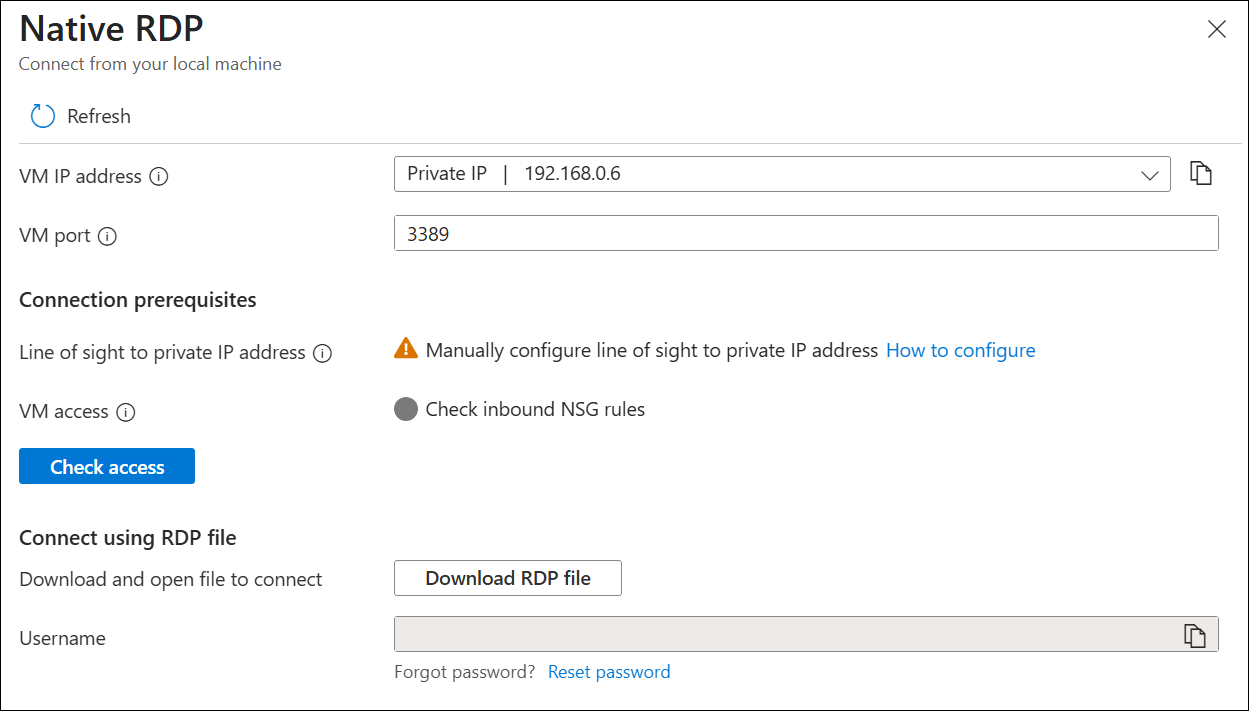 Native RDP
Connect from your local machine
Refresh
VM IP address
Private IP | 192.168.0.6
VM port
3389
Connection prerequisites
Line of sight to private IP address
Manually configure line of sight to private IP address How to configure
VM access
Check inbound NSG rules
Check access
Connect using RDP file
Download and open file to connect
Download RDP file
Username
Forgot password? Reset password